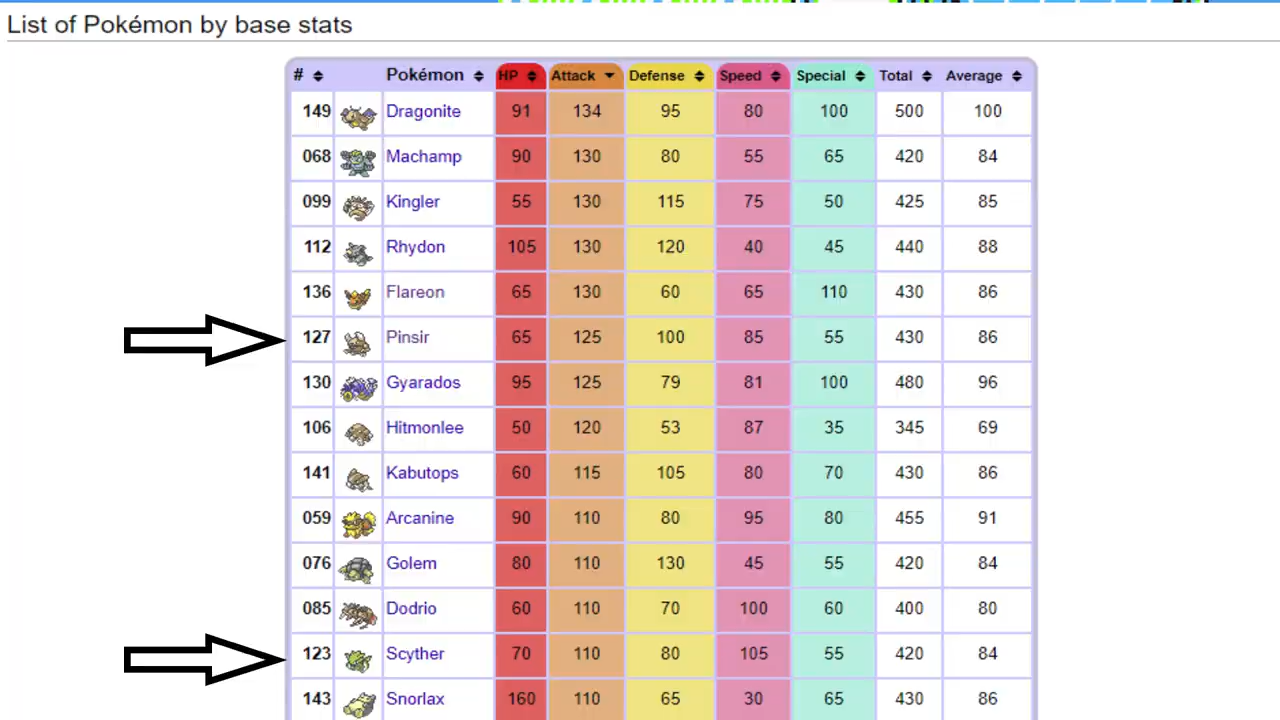 List of Pokémon by base stats
# Pokémon HP Attack Defense Speed Special Total Average
149 Dragonite 91 134 95 80 100 500 100
068 Machamp 90 130 80 55 65 420 84
099 Kingler 55 130 115 75 50 425 85
112 Rhydon 105 130 120 40 45 440 88
136 Flareon 65 130 60 65 110 430 86
127 Pinsir 65 125 100 85 55 430 86
130 Gyarados 95 125 79 81 100 480 96
106 Hitmonlee 50 120 53 87 35 345 69
141 Kabutops 60 115 105 80 70 430 86
059 Arcanine 90 110 80 95 80 455 91
076 Golem 80 110 130 45 55 420 84
085 Dodrio 60 110 70 100 60 400 80
123 Scyther 70 110 80 105 55 420 84
143 Snorlax 160 110 65 30 65 430 86